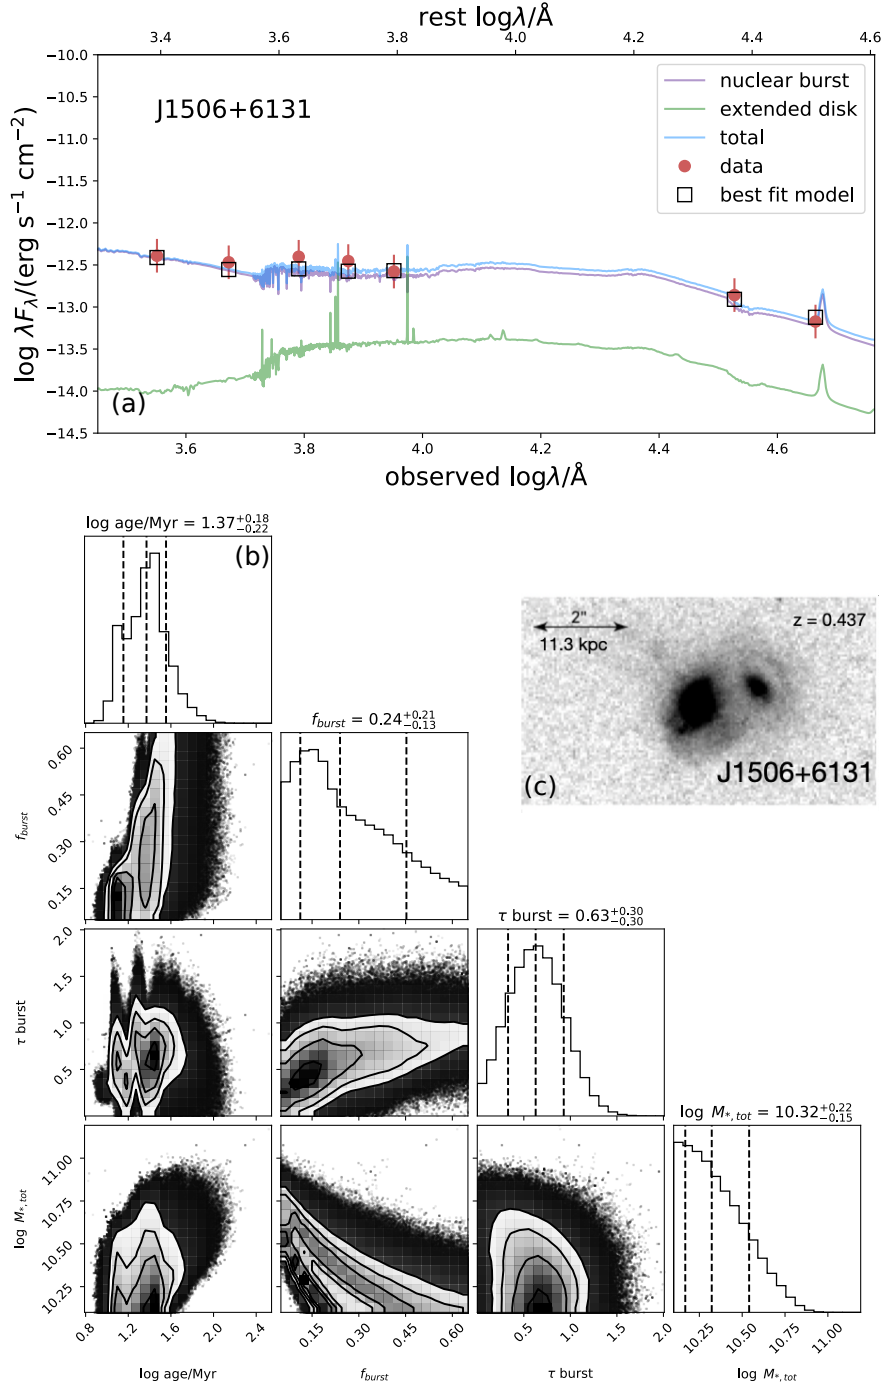 rest logλ/Å
3.4 3.6 3.8 4.0 4.2 4.4 4.6
−10.0
−10.5
−11.0
−11.5
−12.0
−12.5
−13.0
−13.5
−14.0
−14.5
log λF_λ/(erg s⁻¹ cm⁻²)
J1506+6131
nuclear burst
extended disk
total
data
best fit model
(a)
3.6 3.8 4.0 4.2 4.4 4.6
observed logλ/Å
log age/Myr = 1.37 +0.18 −0.22
(b)
f_burst = 0.24 +0.21 −0.13
2"
11.3 kpc
z = 0.437
J1506+6131
(c)
0.60
0.45
0.30
0.15
f_burst
τ burst = 0.63 +0.30 −0.30
2.0
1.5
1.0
0.5
τ burst
log M_*,tot = 10.32 +0.22 −0.15
11.00
10.75
10.50
10.25
log M_*,tot
0.8 1.2 1.6 2.0 2.4
0.15 0.30 0.45 0.60
0.5 1.0 1.5 2.0
10.25 10.50 10.75 11.00
log age/Myr
f_burst
τ burst
log M_*,tot